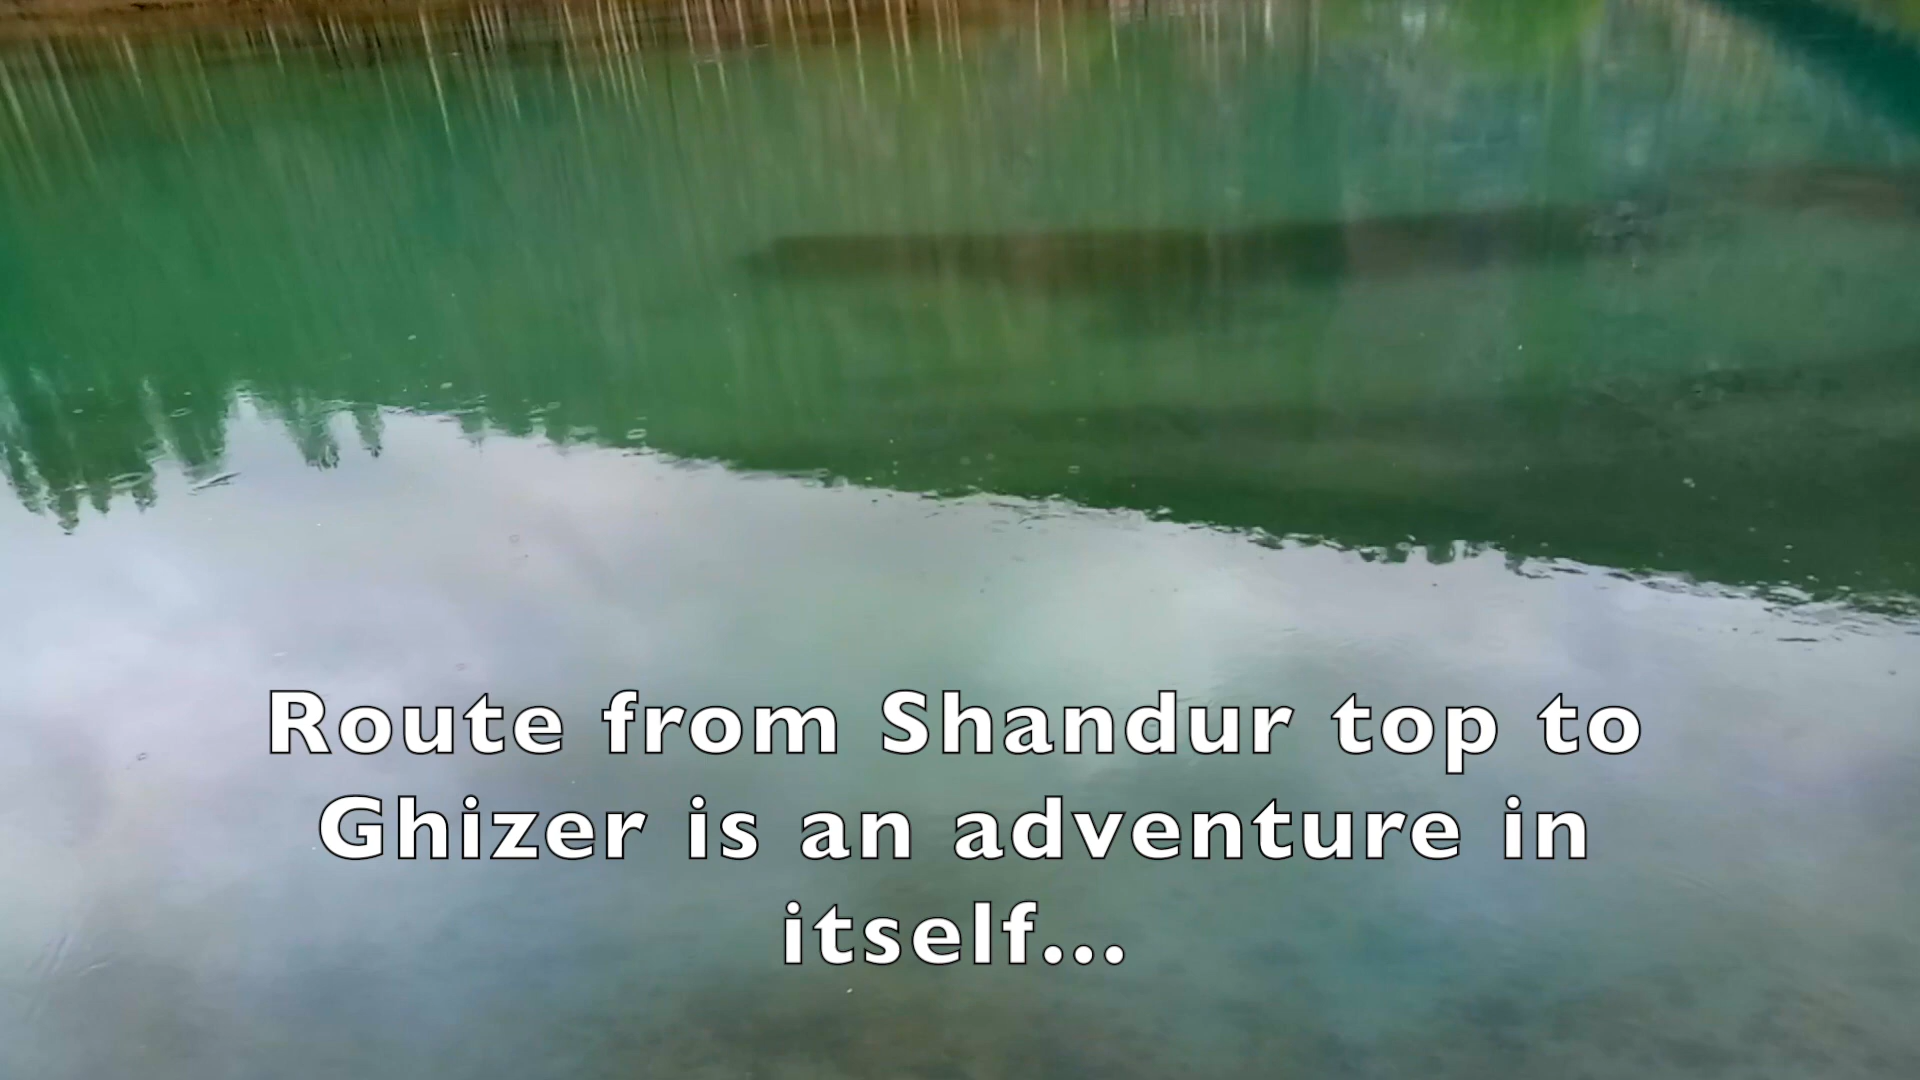 Route from Shandur top to
Ghizer is an adventure in
itself...